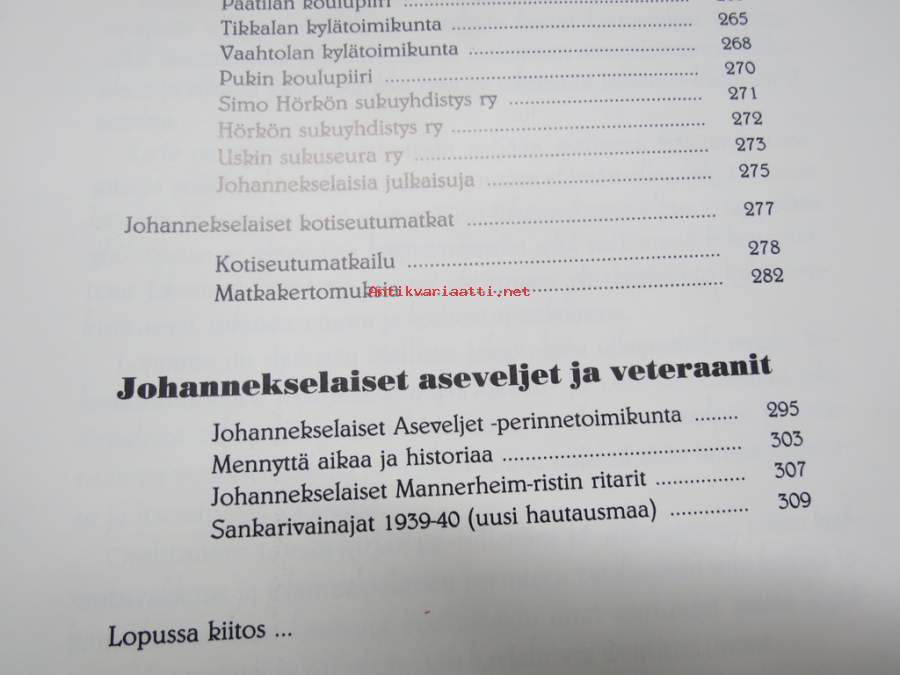 Paatilan koulupiri
Tikkalan kylätoimikunta ........ 265
Vaahtolan kylätoimikunta ........ 268
Pukin koulupiiri ........ 270
Simo Hörkön sukuyhdistys ry ........ 271
Hörkön sukuyhdistys ry ........ 272
Uskin sukuseura ry ........ 273
Johannekselaisia julkaisuja ........ 275
Johannekselaiset kotiseutumatkat ........ 277
Kotiseutumatkailu ........ 278
Matkakertomuksia ........ 282
Antikvariaatti.net
Johannekselaiset aseveljet ja veteraanit
Johannekselaiset Aseveljet -perinnetoimikunta ........ 295
Mennyttä aikaa ja historiaa ........ 303
Johannekselaiset Mannerheim-ristin ritarit ........ 307
Sankarivainajat 1939-40 (uusi hautausmaa) ........ 309
Lopussa kiitos ...